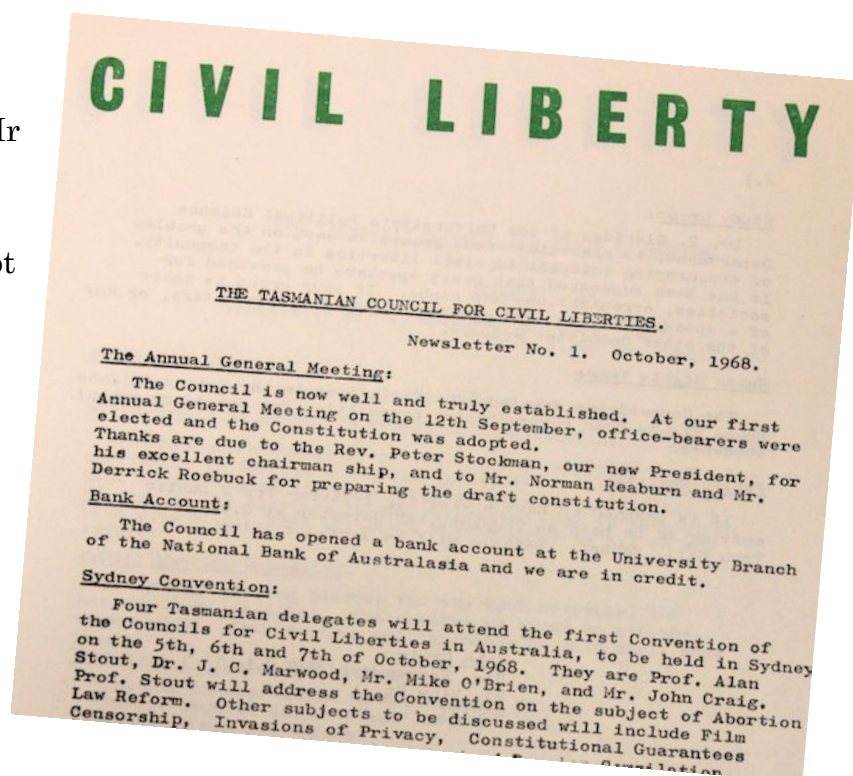 Mr
CIVIL LIBERTY
THE TASMANIAN COUNCIL FOR CIVIL LIBERTIES.
Newsletter No. 1. October, 1968.
The Annual General Meeting:
The Council is now well and truly established. At our first
Annual General Meeting on the 12th September, office-bearers were
elected and the Constitution was adopted.
Thanks are due to the Rev. Peter Stockman, our new President, for
his excellent chairman ship, and to Mr. Norman Reaburn and Mr.
Derrick Roebuck for preparing the draft constitution.
Bank Account:
The Council has opened a bank account at the University Branch
of the National Bank of Australasia and we are in credit.
Sydney Convention:
Four Tasmanian delegates will attend the first Convention of
the Councils for Civil Liberties in Australia, to be held in Sydney
on the 5th, 6th and 7th of October, 1968. They are Prof. Alan
Stout, Dr. J. C. Marwood, Mr. Mike O'Brien, and Mr. John Craig.
Prof. Stout will address the Convention on the subject of Abortion
Law Reform. Other subjects to be discussed will include Film
Censorship, Invasions of Privacy, Constitutional Guarantees